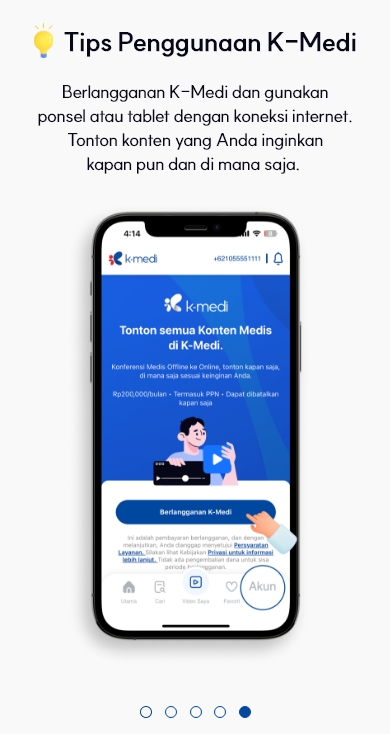 Tips Penggunaan K-Medi
Berlangganan K-Medi dan gunakan
ponsel atau tablet dengan koneksi internet.
Tonton konten yang Anda inginkan
kapan pun dan di mana saja.
4:14
k-medi
+621055551111
k-medi
Tonton semua Konten Medis
di K-Medi.
Konferensi Medis Offline ke Online, tonton kapan saja,
di mana saja sesuai keinginan Anda.
Rp200,000/bulan • Termasuk PPN • Dapat dibatalkan
kapan saja
Berlangganan K-Medi
Ini adalah pembayaran berlangganan, dan dengan
melanjutkan, Anda dianggap menyetujui Persyaratan
Layanan. Silakan lihat Kebijakan Privasi untuk informasi
lebih lanjut. Tidak ada pengembalian dana untuk sisa
periode
Utama
Cari
Video Saya
Favorit
Akun